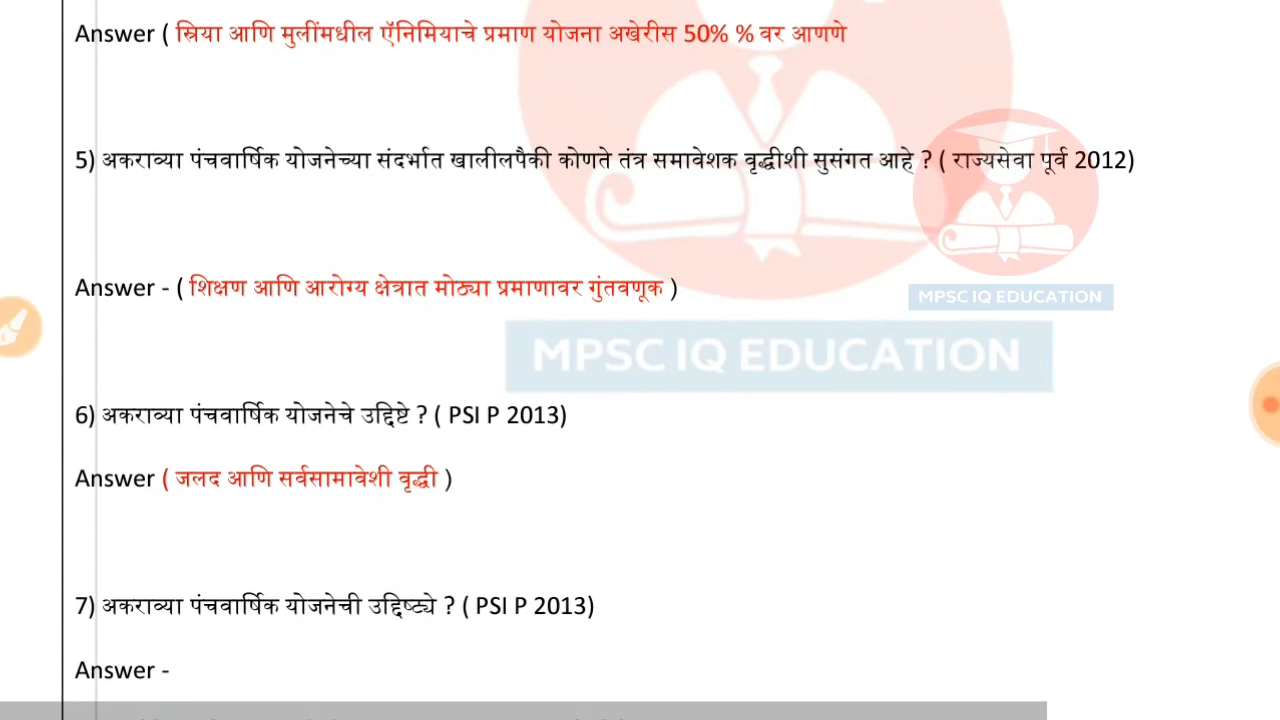 Answer ( स्रिया आणि मुलींमधील ऍनिमियाचे प्रमाण योजना अखेरीस 50% % वर आणणे
5) अकराव्या पंचवार्षिक योजनेच्या संदर्भात खालीलपैकी कोणते तंत्र समावेशक वृद्धीशी सुसंगत आहे ? ( राज्यसेवा पूर्व 2012)
Answer - ( शिक्षण आणि आरोग्य क्षेत्रात मोठ्या प्रमाणावर गुंतवणूक )
MPSC IQ EDUCATION
MPSC IQ EDUCATION
6) अकराव्या पंचवार्षिक योजनेचे उद्दिष्टे ? ( PSI P 2013)
Answer ( जलद आणि सर्वसामावेशी वृद्धी )
7) अकराव्या पंचवार्षिक योजनेची उद्दिष्ट्ये ? ( PSI P 2013)
Answer -